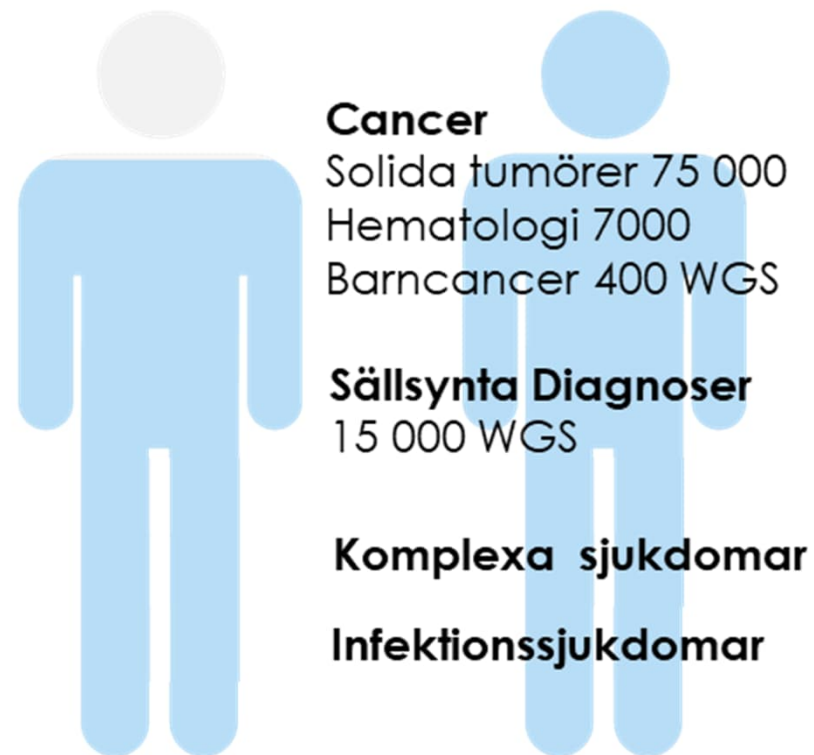 Cancer
Solida tumörer 75 000
Hematologi 7000
Barncancer 400 WGS
Sällsynta Diagnoser
15 000 WGS
Komplexa sjukdomar
Infektionssjukdomar